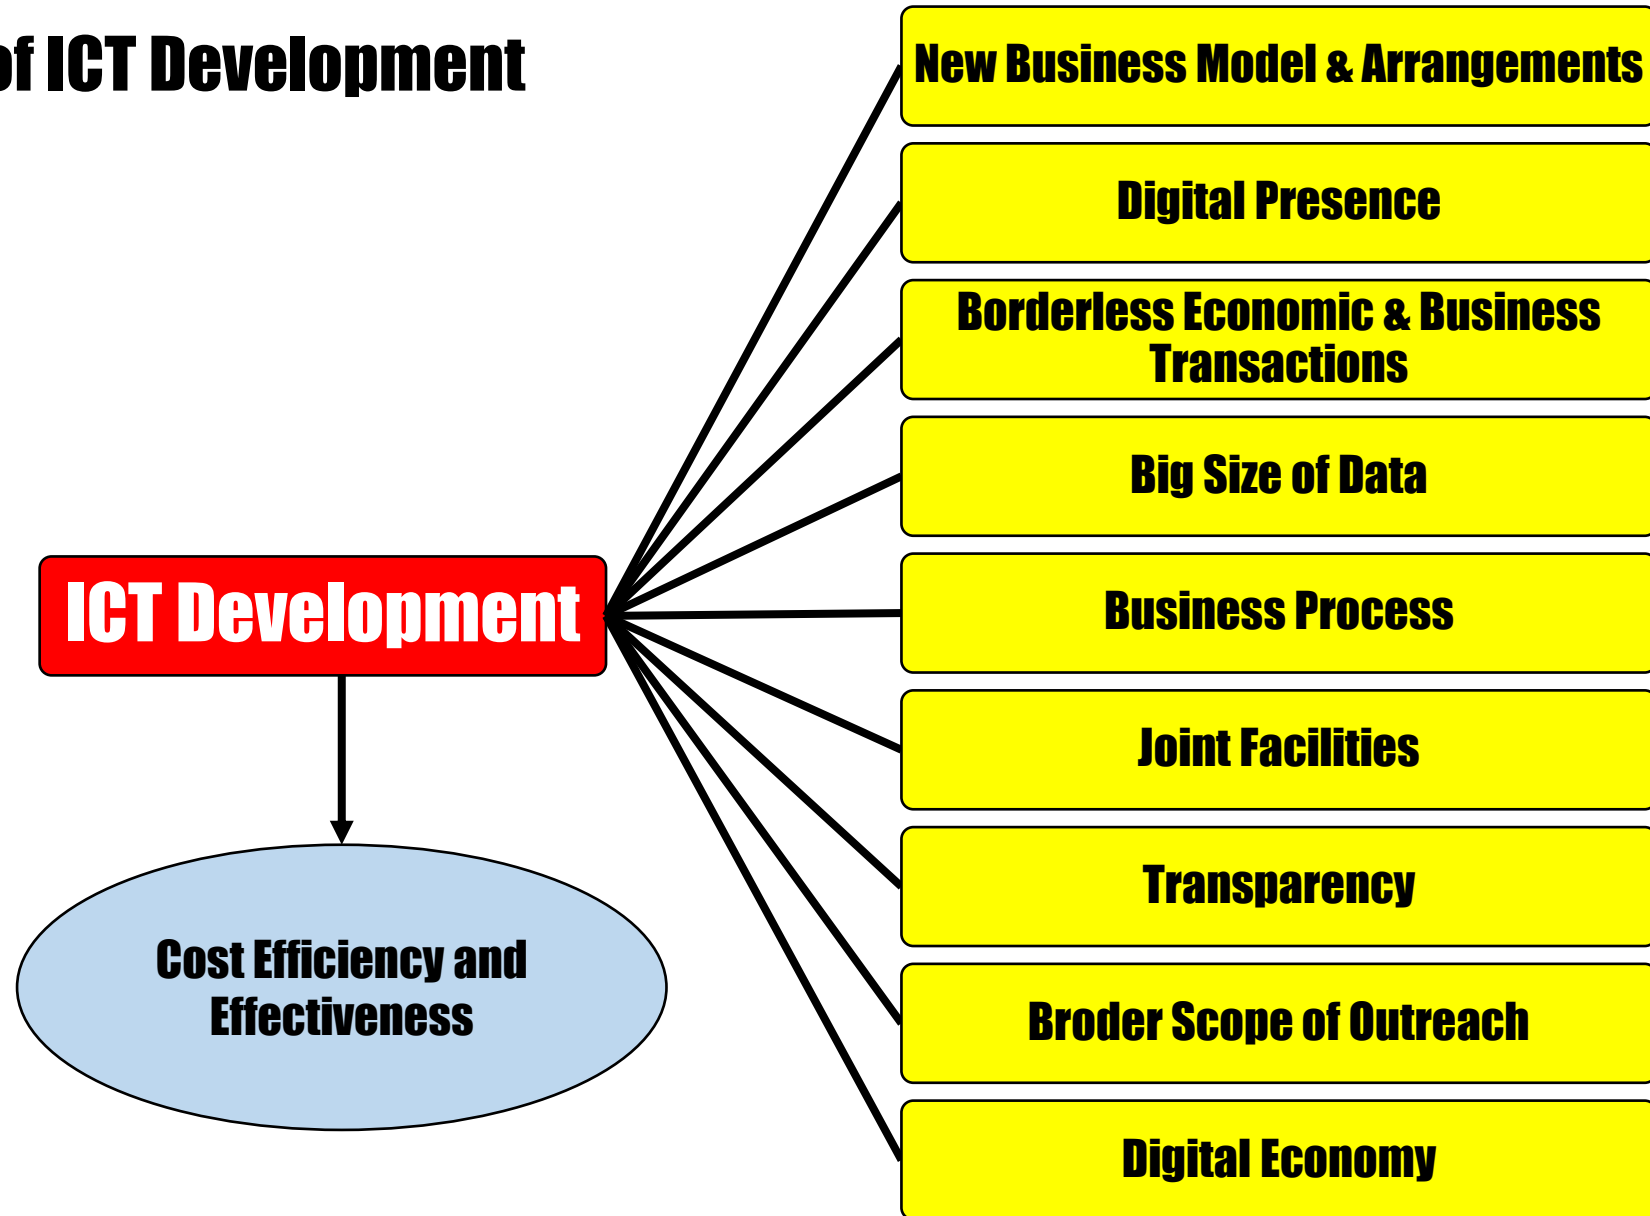 of ICT Development
New Business Model & Arrangements
Digital Presence
Borderless Economic & Business
Transactions
Big Size of Data
ICT Development
Business Process
Joint Facilities
Transparency
Cost Efficiency and
Effectiveness
Broder Scope of Outreach
Digital Economy